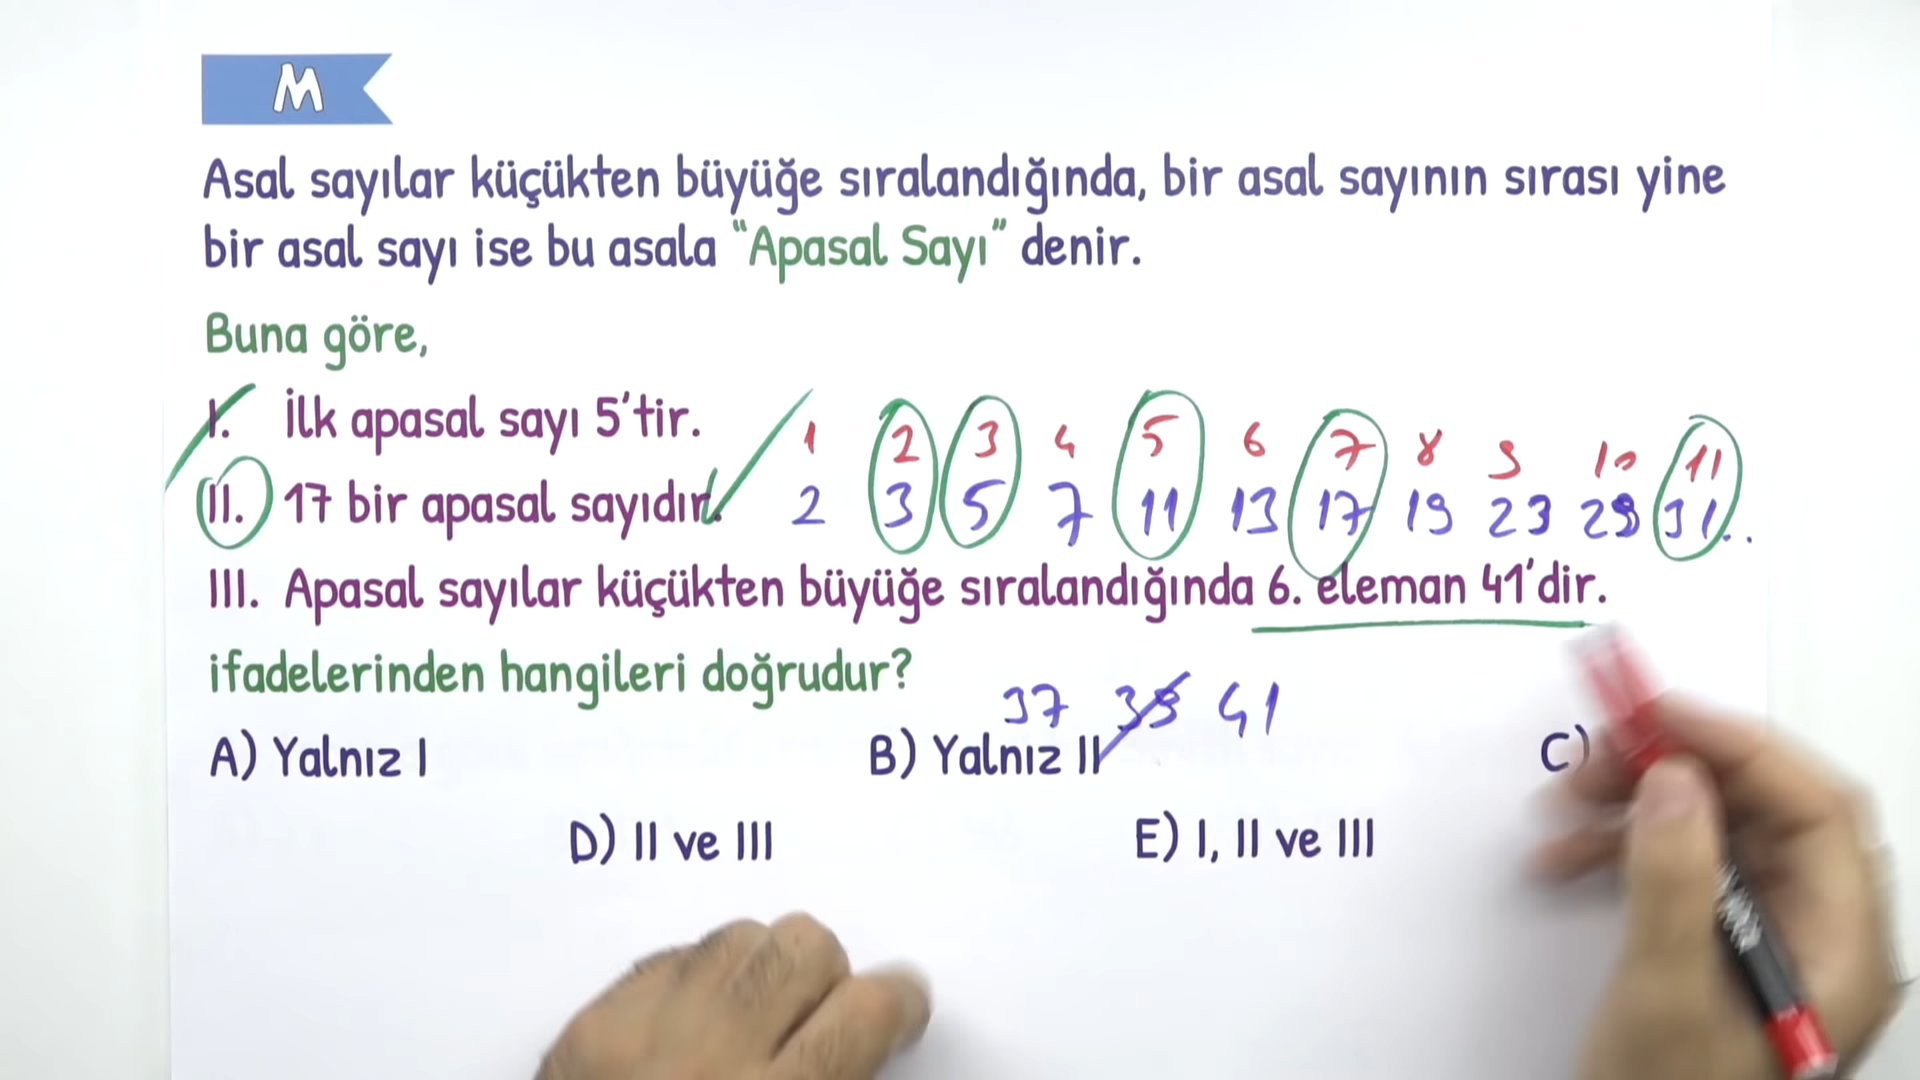 M
Asal sayılar küçükten büyüğe sıralandığında, bir asal sayının sırası yine
bir asal sayı ise bu asala "Apasal Sayı" denir.
Buna göre,
I. İlk apasal sayı 5'tir.
1 2 3 4 5 6 7 8 9 10 11
II. 17 bir apasal sayıdır.
2 3 5 7 11 13 17 19 23 29 31..
III. Apasal sayılar küçükten büyüğe sıralandığında 6. eleman 41'dir.
ifadelerinden hangileri doğrudur?
37 39 41
A) Yalnız I B) Yalnız II C)
D) II ve III E) I, II ve III